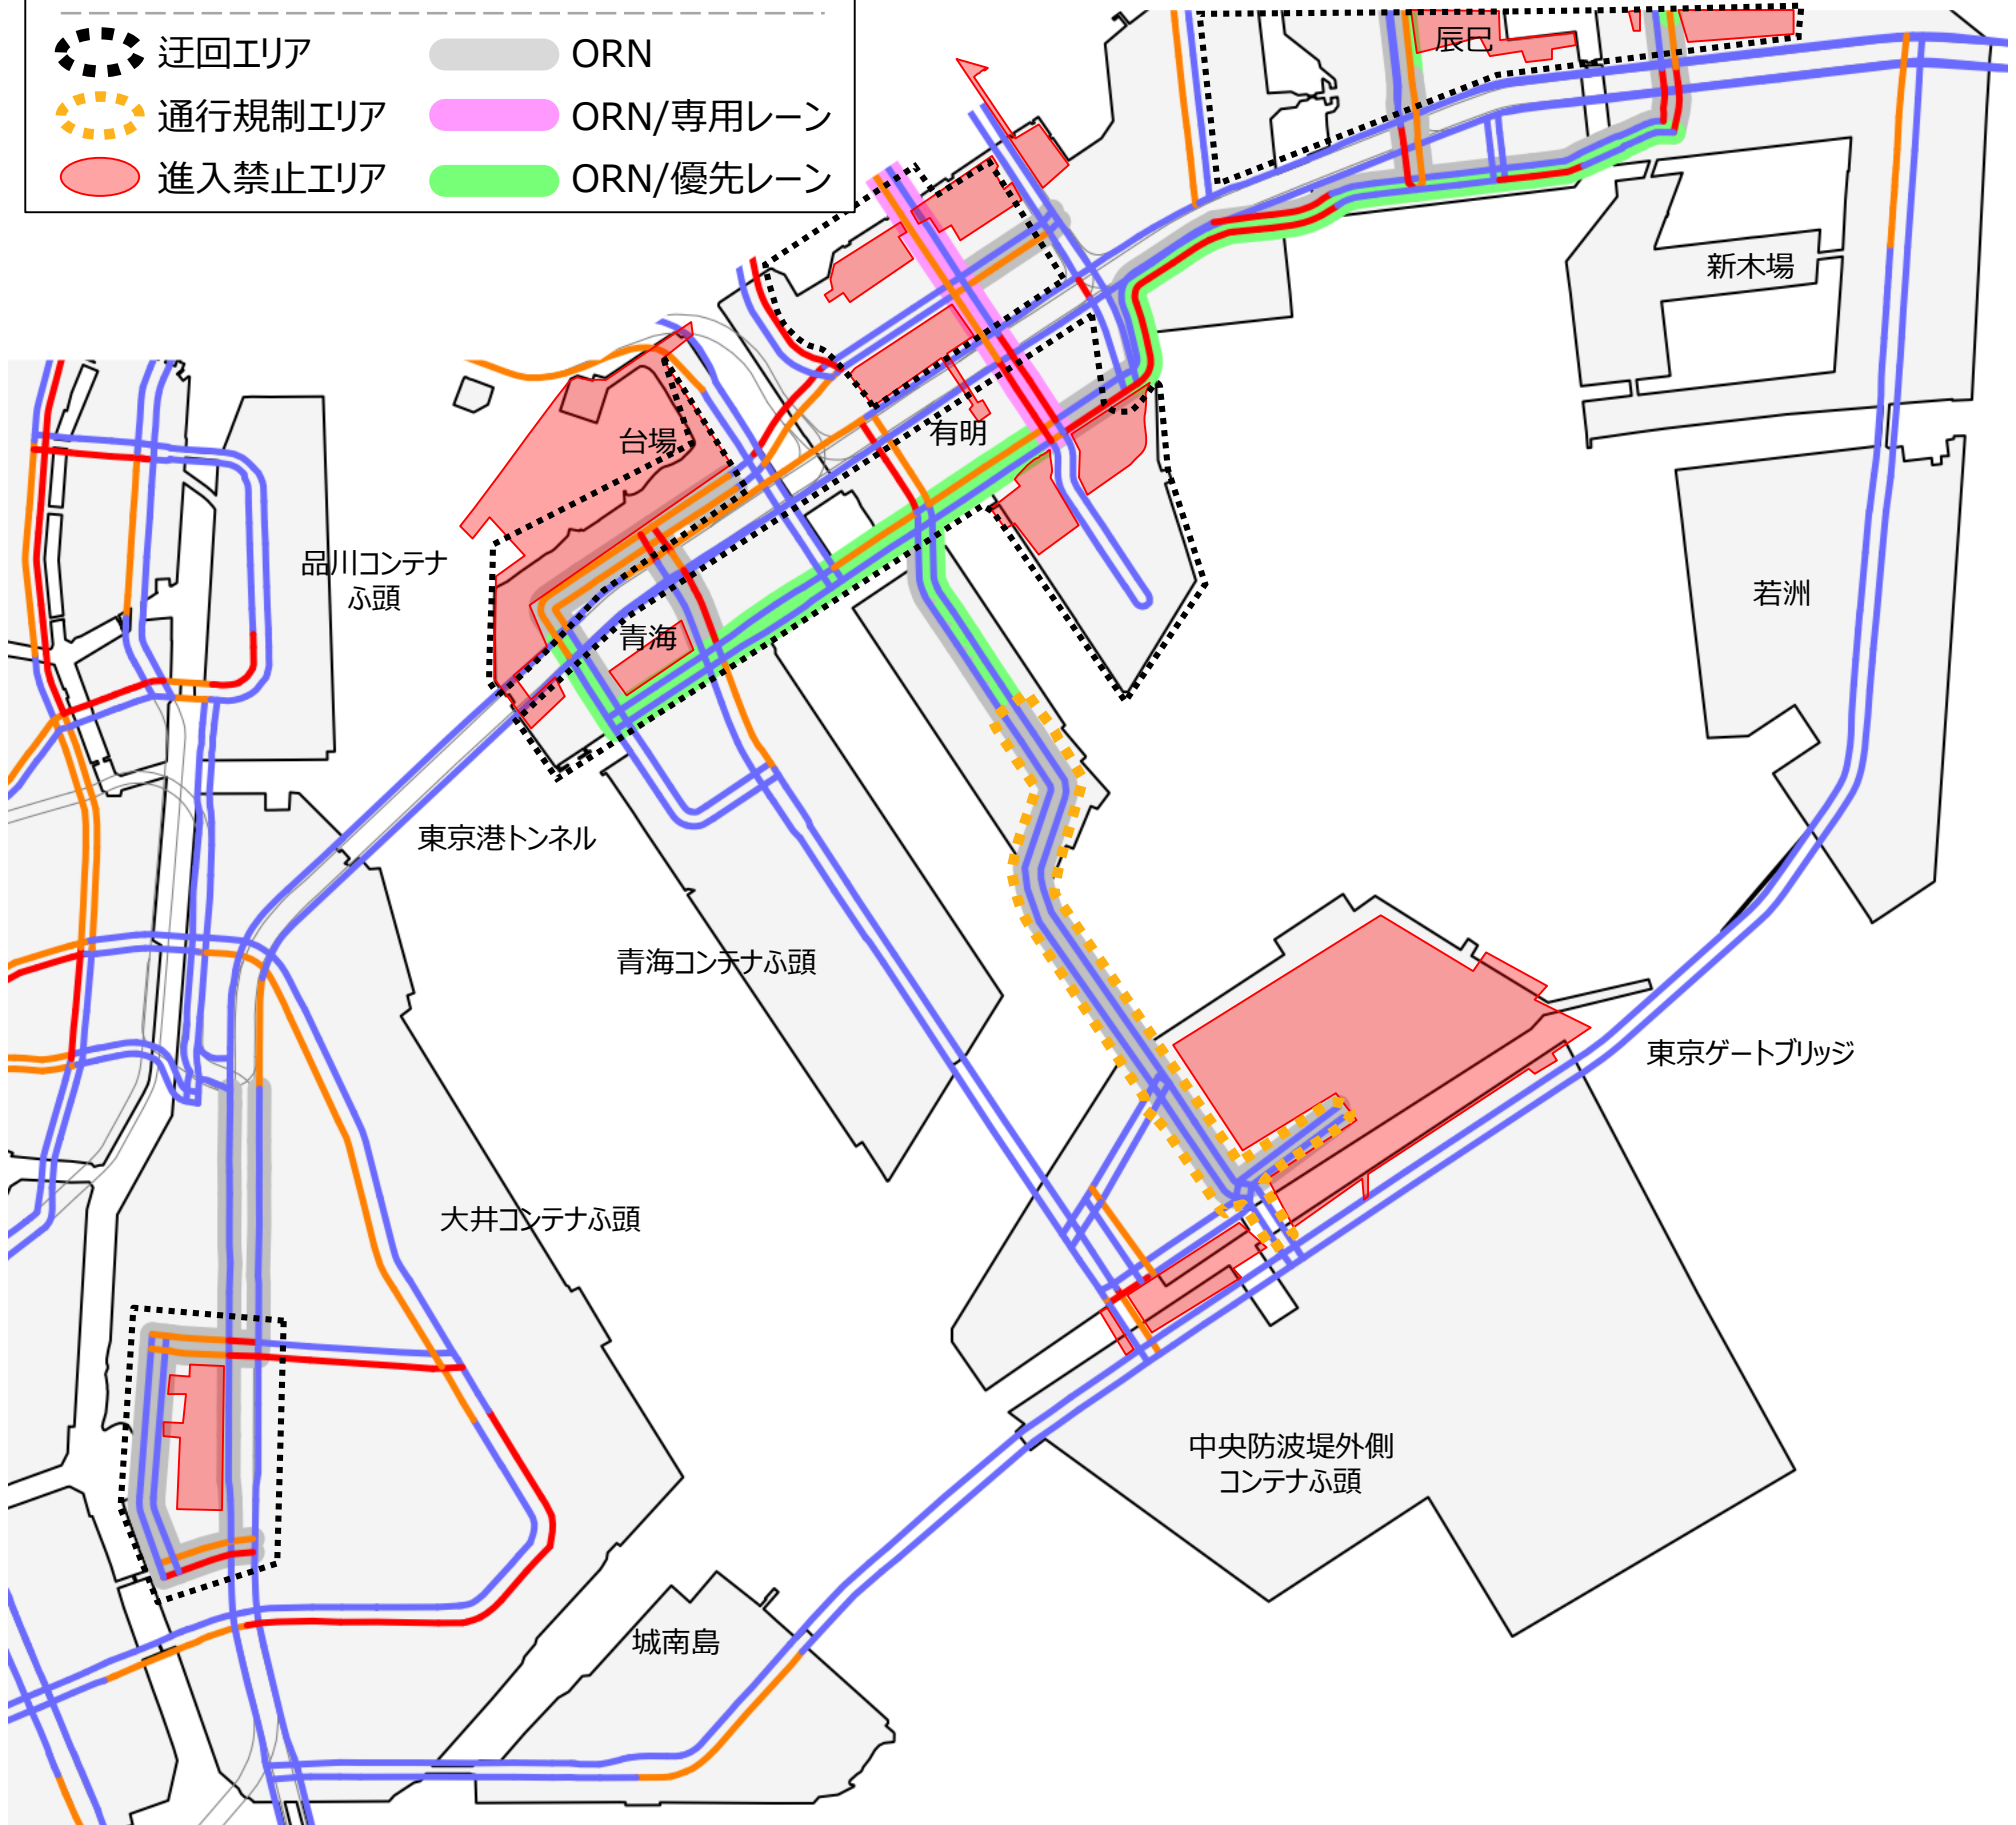 迂回エリア
ORN
通行規制エリア
ORN/専用レーン
進入禁止エリア
ORN/優先レーン
辰巳
新木場
台場
有明
品川コンテナ
ふ頭
若洲
青海
東京港トンネル
青海コンテナふ頭
東京ゲートブリッジ
大井コンテナふ頭
中央防波堤外側
コンテナふ頭
城南島